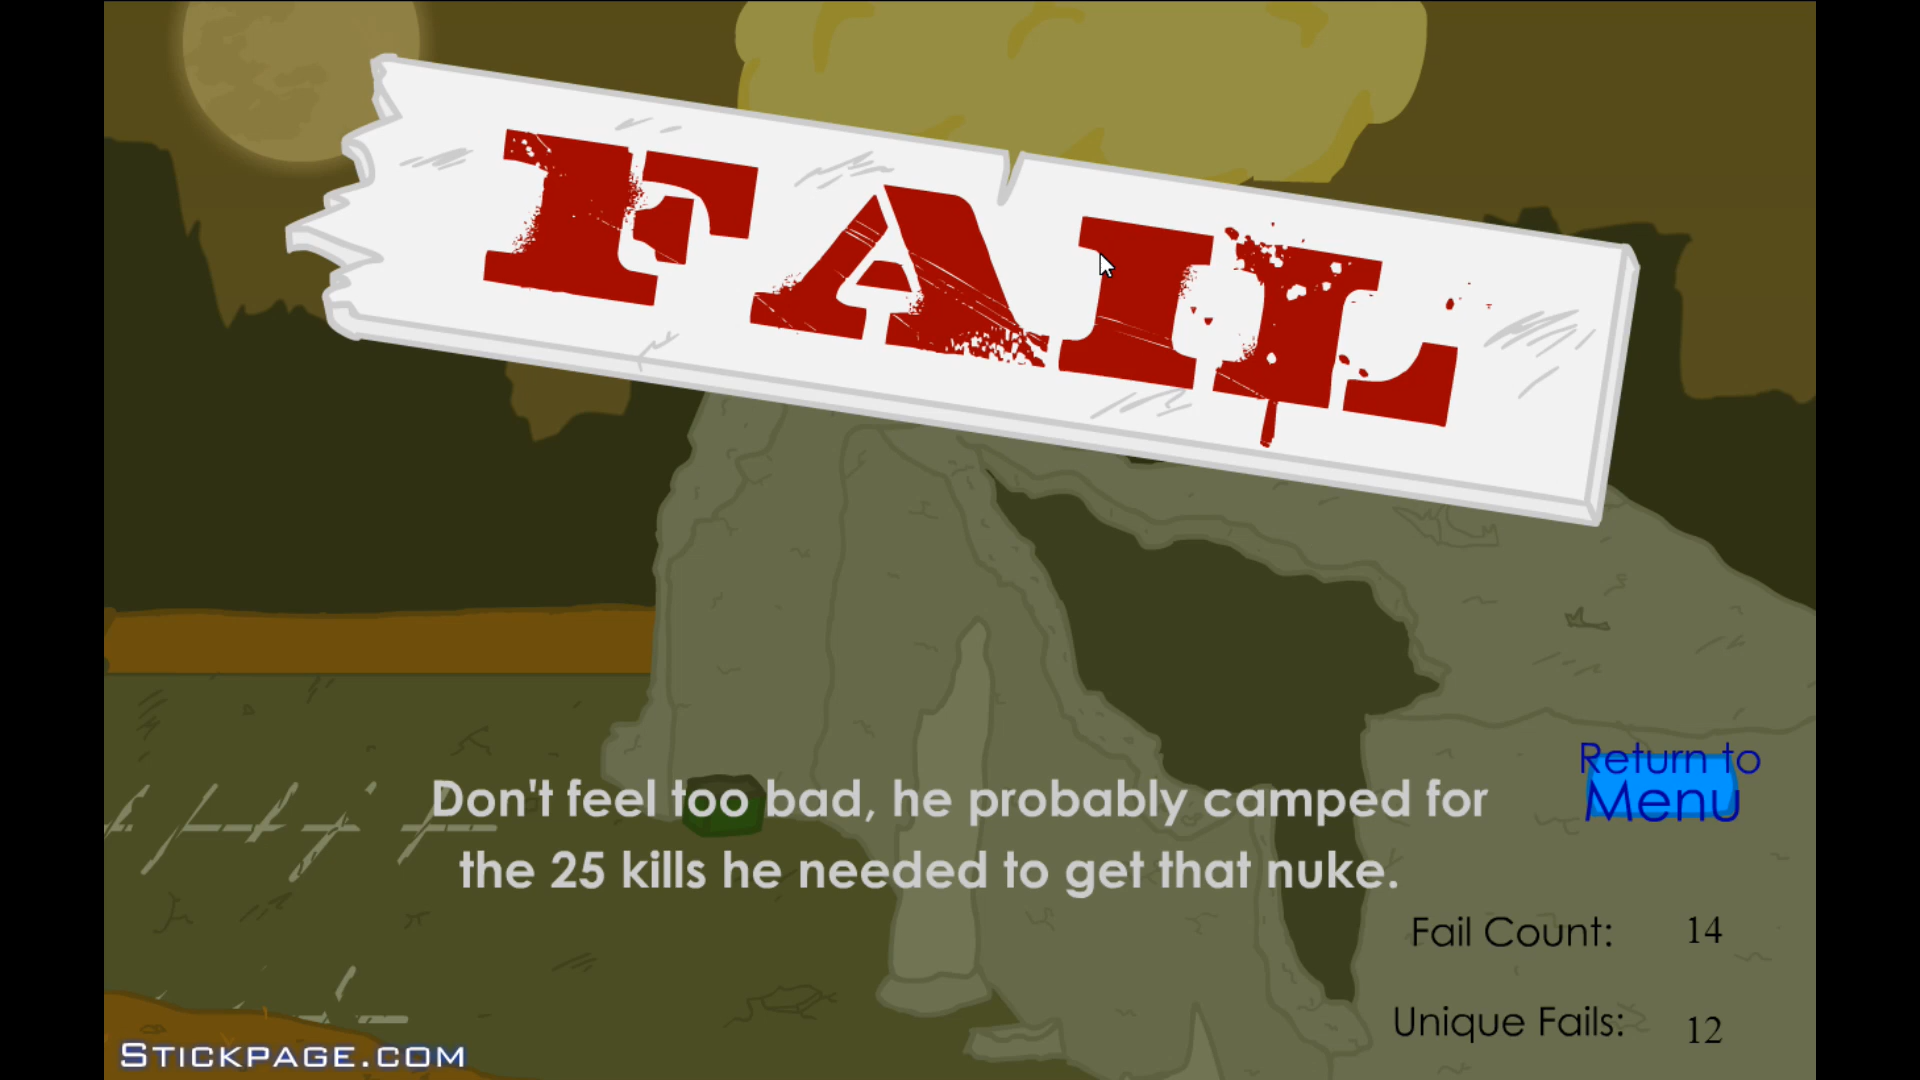 FAIL
Don't feel too bad, he probably camped for
the 25 kills he needed to get that nuke.
Return to
Menu
Fail Count: 14
Unique Fails: 12
STICKPAGE.COM